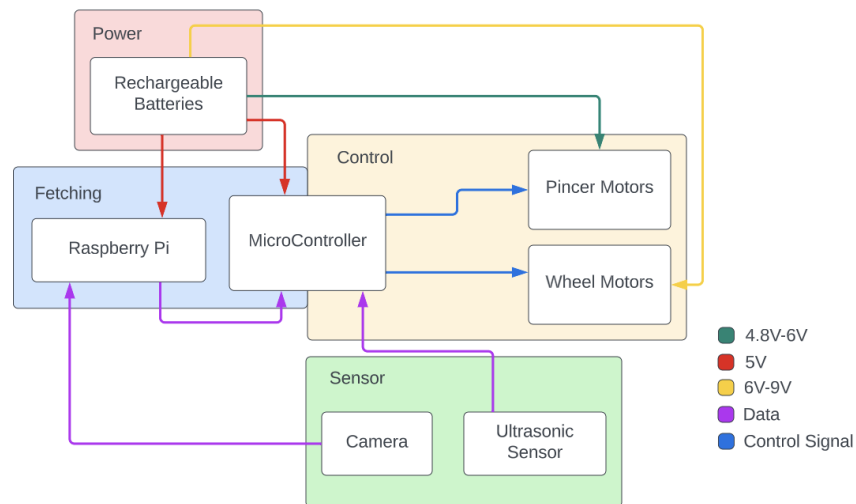 Power
Rechargeable
Batteries
Control
Pincer Motors
Fetching
MicroController
Raspberry Pi
Wheel Motors
Sensor
Camera
Ultrasonic
Sensor
4.8V-6V
5V
6V-9V
Data
Control Signal